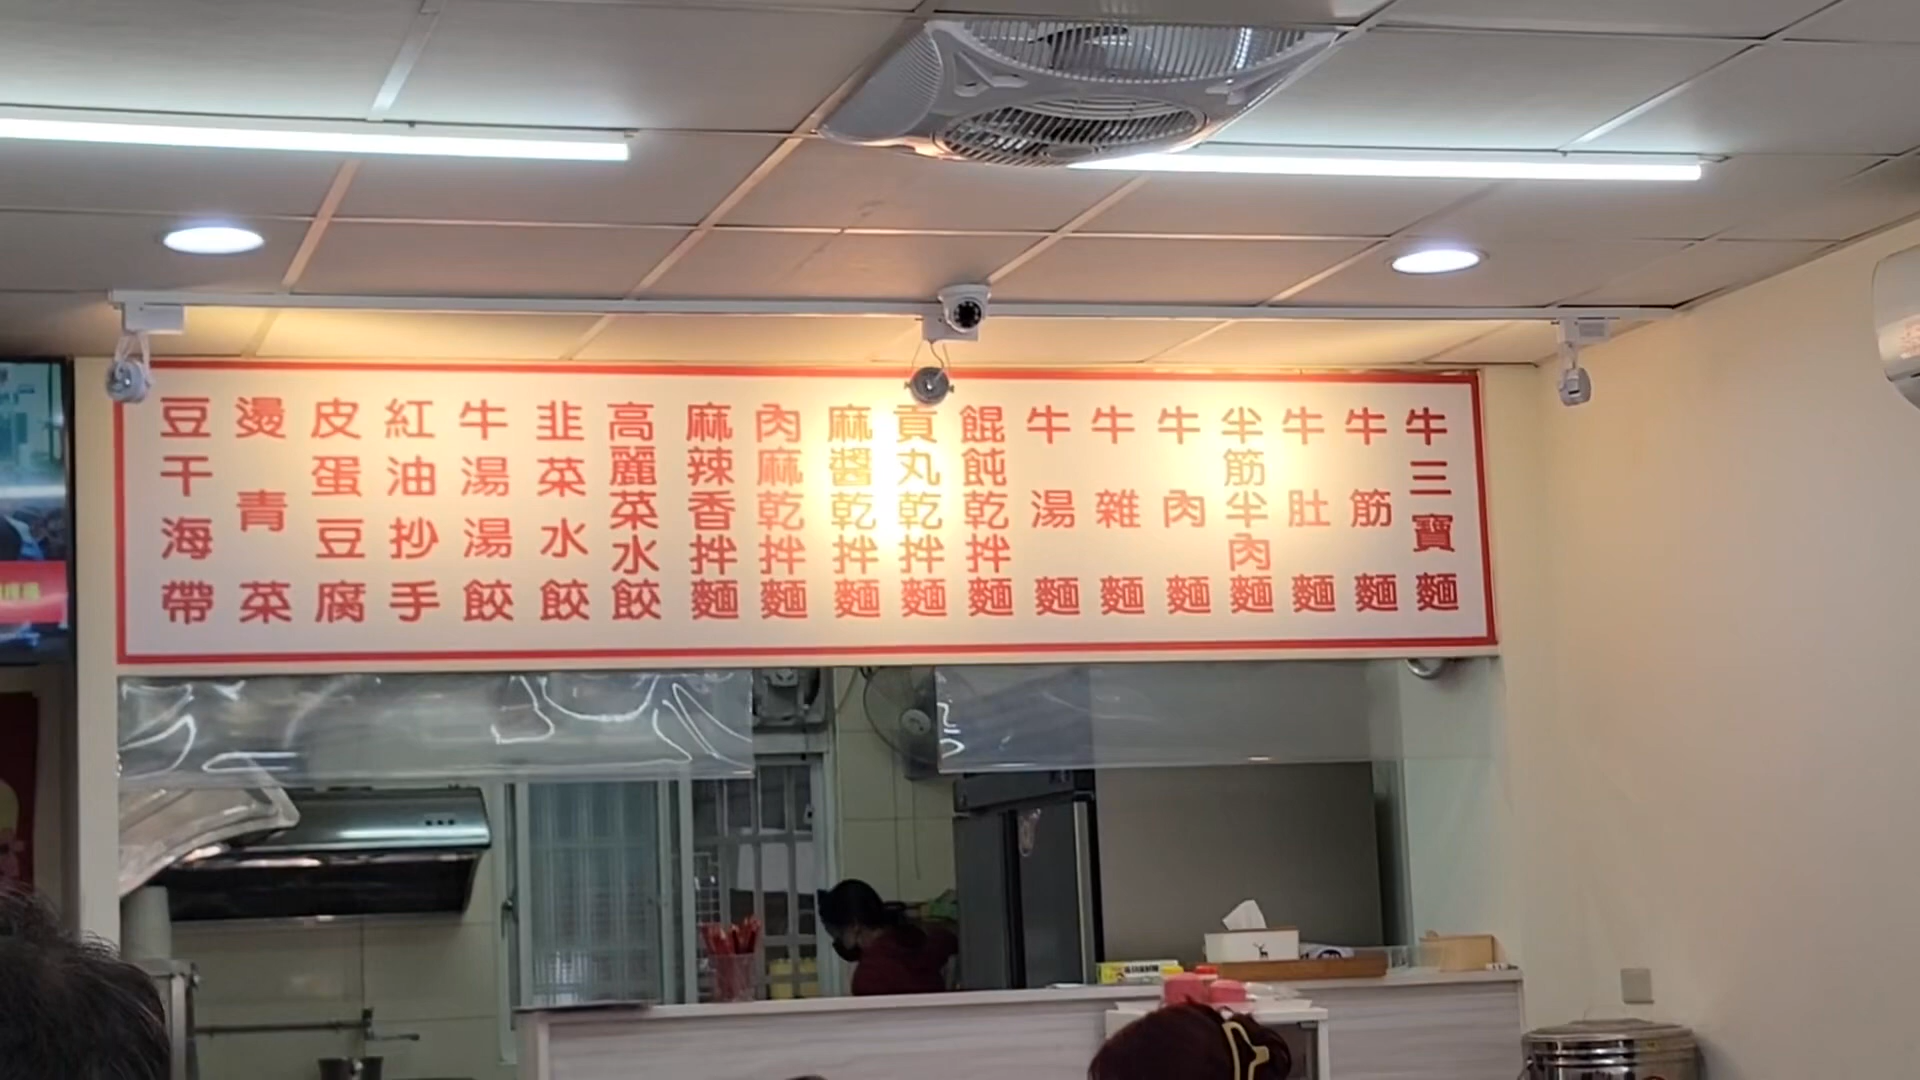 牛三寶麵
牛筋麵
牛肚麵
半筋半肉麵
牛肉麵
牛雜麵
牛湯麵
餛飩乾拌麵
貢丸乾拌麵
麻醬乾拌麵
肉麻乾拌麵
麻辣香拌麵
高麗菜水餃
韭菜水餃
牛湯湯餃
紅油抄手
皮蛋豆腐
燙青菜
豆干海帶